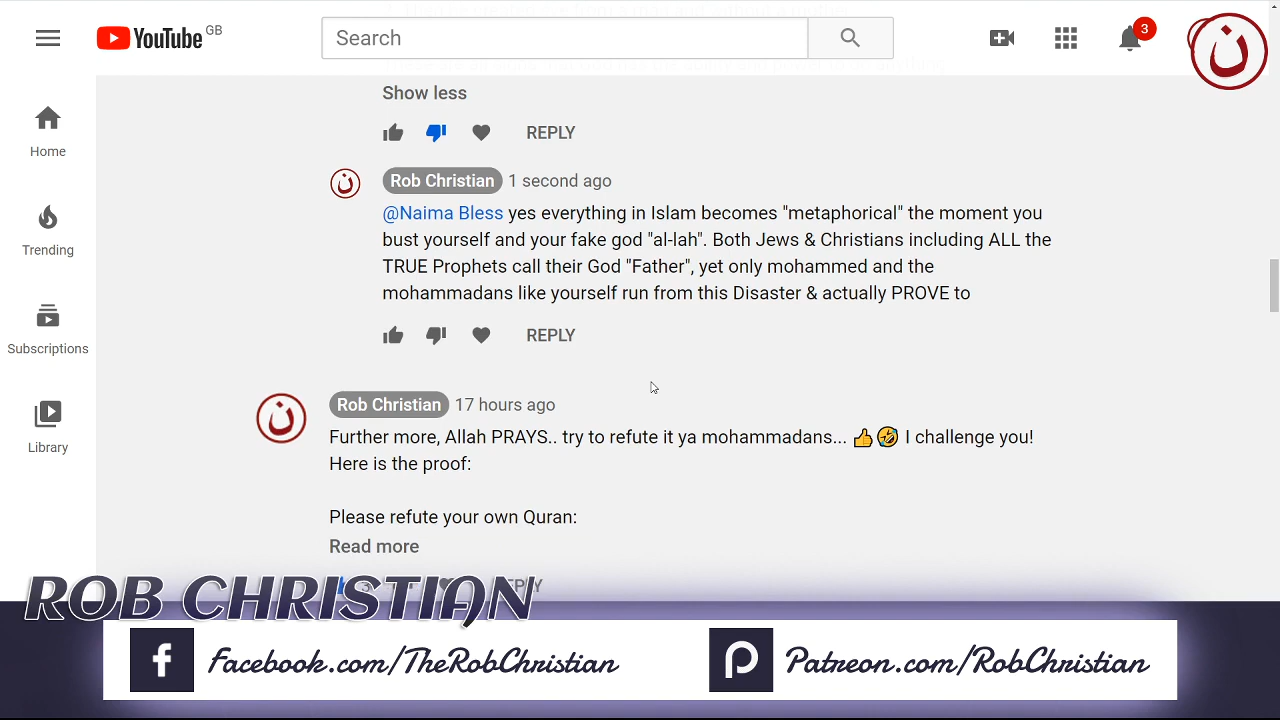 YouTube GB
Search
3
ن
Home
Trending
Subscriptions
Library
Show less
REPLY
ن
Rob Christian 1 second ago
@Naima Bless yes everything in Islam becomes "metaphorical" the moment you
bust yourself and your fake god "al-lah". Both Jews & Christians including ALL the
TRUE Prophets call their God "Father", yet only mohammed and the
mohammadans like yourself run from this Disaster & actually PROVE to
REPLY
ن
Rob Christian 17 hours ago
Further more, Allah PRAYS.. try to refute it ya mohammadans... 👍🤣 I challenge you!
Here is the proof:
Please refute your own Quran:
Read more
ROB CHRISTIAN
Facebook.com/TheRobChristian
Patreon.com/RobChristian